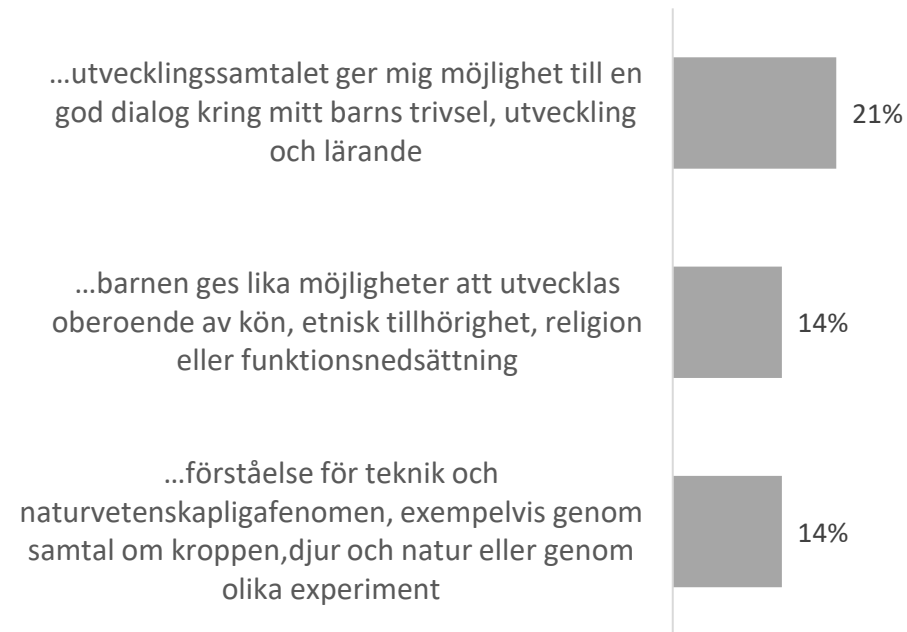 …utvecklingssamtalet ger mig möjlighet till en
god dialog kring mitt barns trivsel, utveckling
och lärande
21%
…barnen ges lika möjligheter att utvecklas
oberoende av kön, etnisk tillhörighet, religion
eller funktionsnedsättning
14%
…förståelse för teknik och
naturvetenskapligafenomen, exempelvis genom
samtal om kroppen,djur och natur eller genom
olika experiment
14%